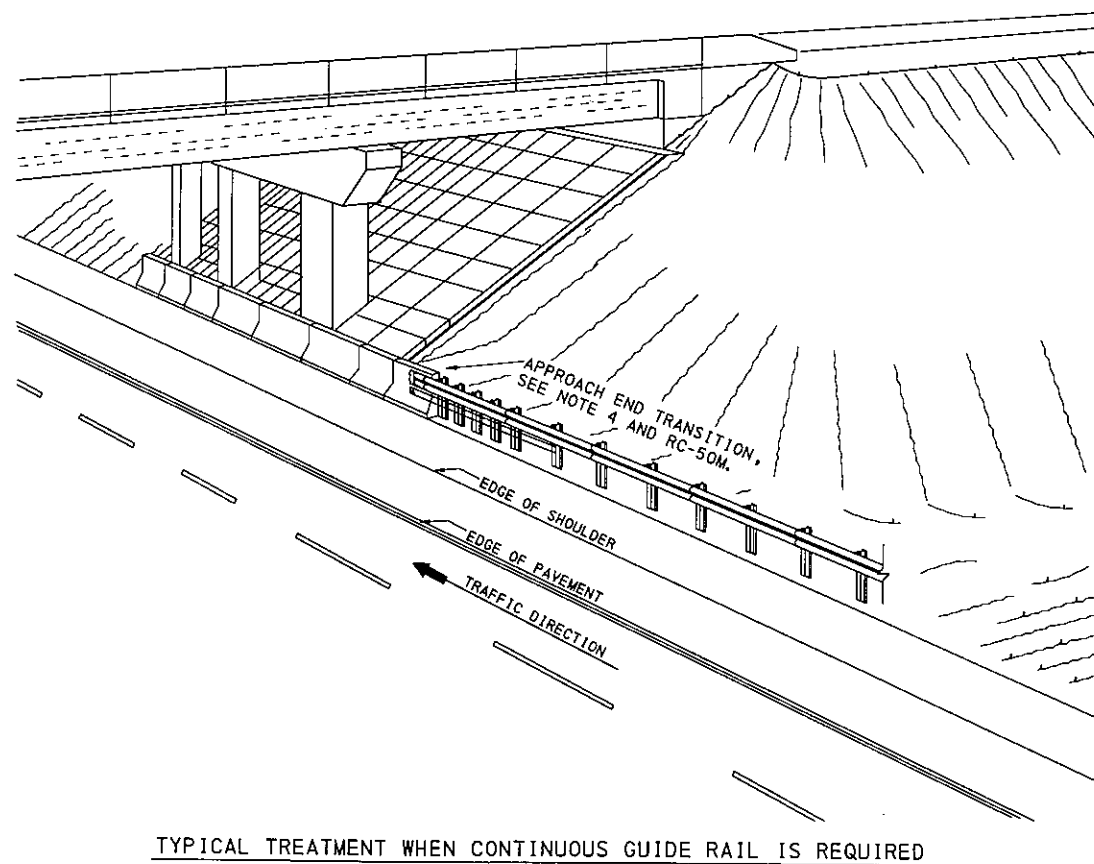 APPROACH END TRANSITION,
SEE NOTE 4 AND RC-50M.
EDGE OF SHOULDER
EDGE OF PAVEMENT
TRAFFIC DIRECTION
TYPICAL TREATMENT WHEN CONTINUOUS GUIDE RAIL IS REQUIRED